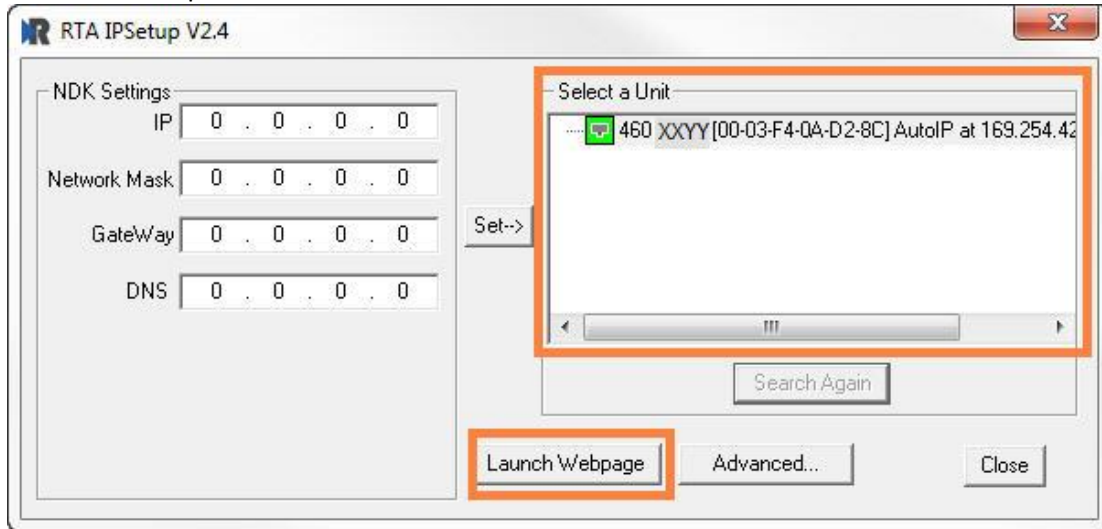 RTA IPSetup V2.4
NDK Settings
IP 0 . 0 . 0 . 0
Network Mask 0 . 0 . 0 . 0
GateWay 0 . 0 . 0 . 0
DNS 0 . 0 . 0 . 0
Set-->
Select a Unit
460 XXYY [00-03-F4-0A-D2-8C] AutoIP at 169.254.42
Search Again
Launch Webpage
Advanced...
Close